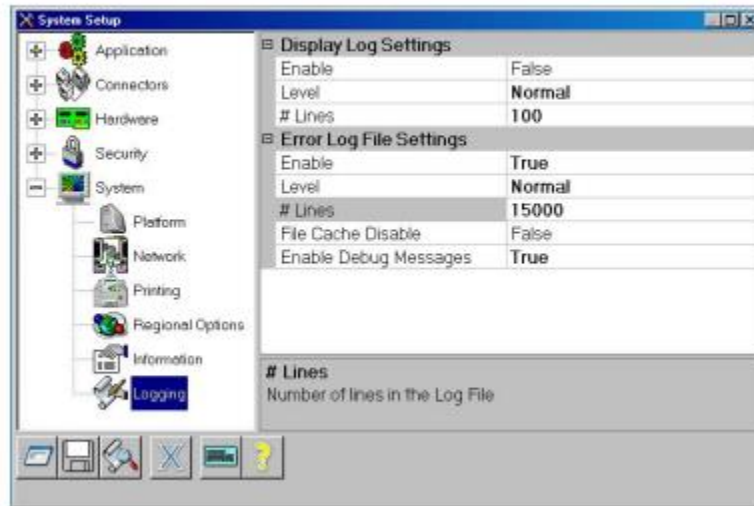 System Setup
Application
Connectors
Hardware
Security
System
Platform
Network
Printing
Regional Options
Information
Logging
Display Log Settings
Enable False
Level Normal
# Lines 100
Error Log File Settings
Enable True
Level Normal
# Lines 15000
File Cache Disable False
Enable Debug Messages True
# Lines
Number of lines in the Log File